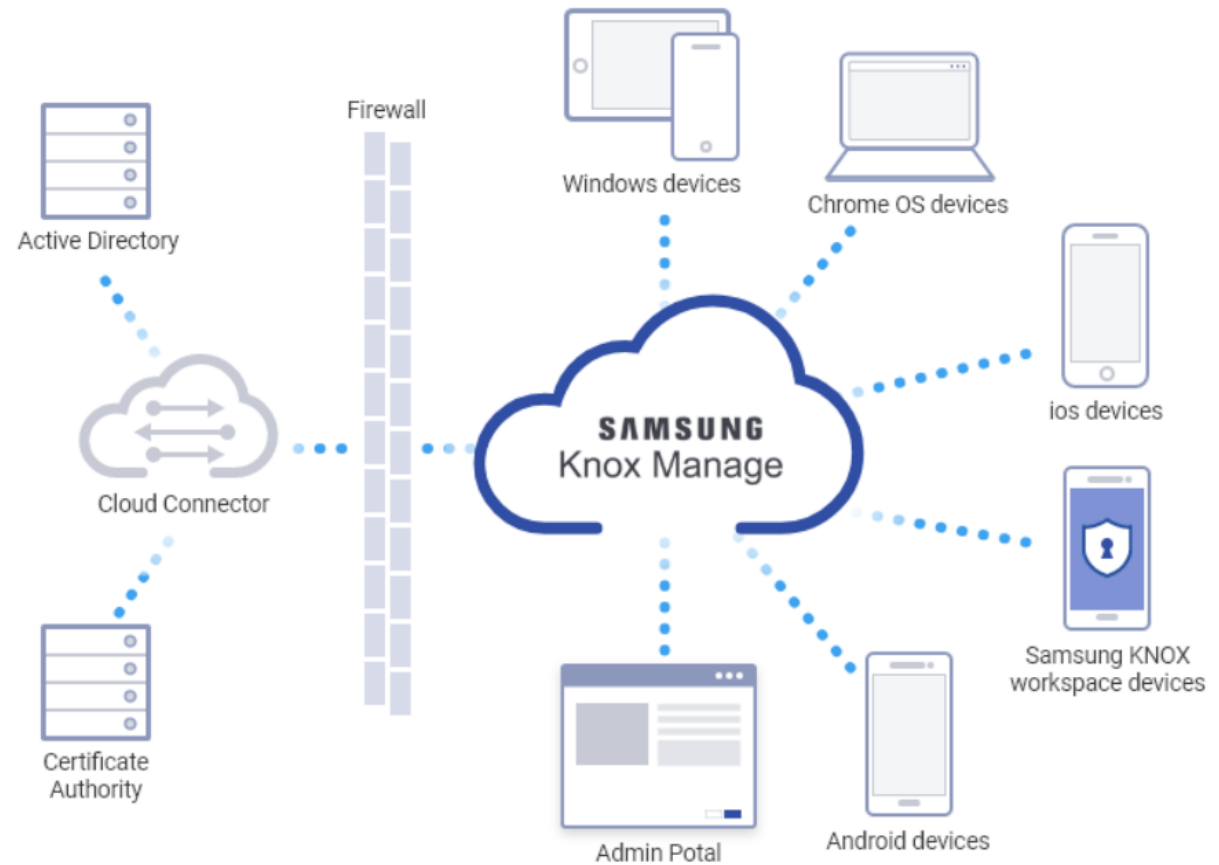 Firewall
Active Directory
Cloud Connector
Certificate
Authority
Windows devices
Chrome OS devices
ios devices
SAMSUNG
Knox Manage
Samsung KNOX
workspace devices
Android devices
Admin Potal